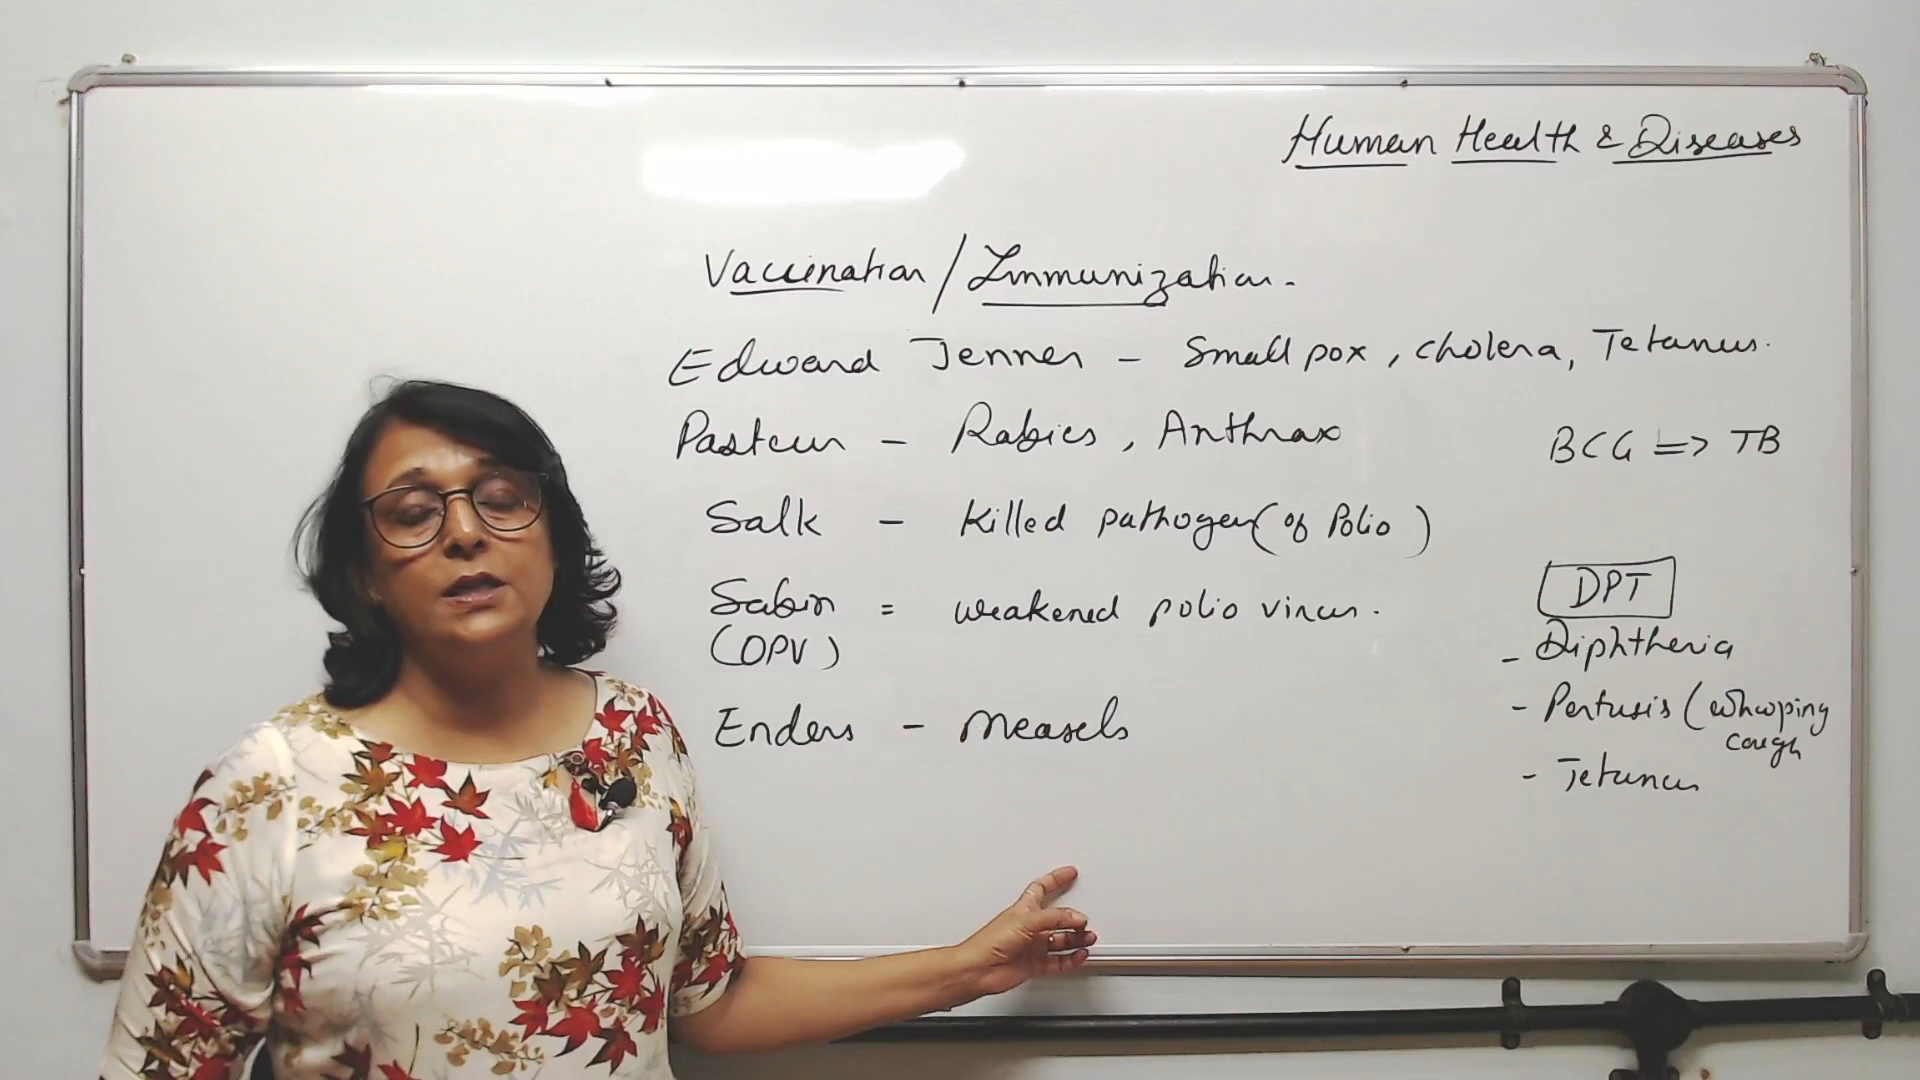 Human Health & Diseases
Vaccination / Immunization.
Edward Jenner - Small pox, cholera, Tetanus.
Pasteur - Rabies, Anthrax
BCG => TB
Salk - Killed pathogen (of Polio)
Sabin = weakened polio virus.
(OPV)
Enders - Measels
DPT
- Diphtheria
- Pertusis (whooping
cough
- Tetanus